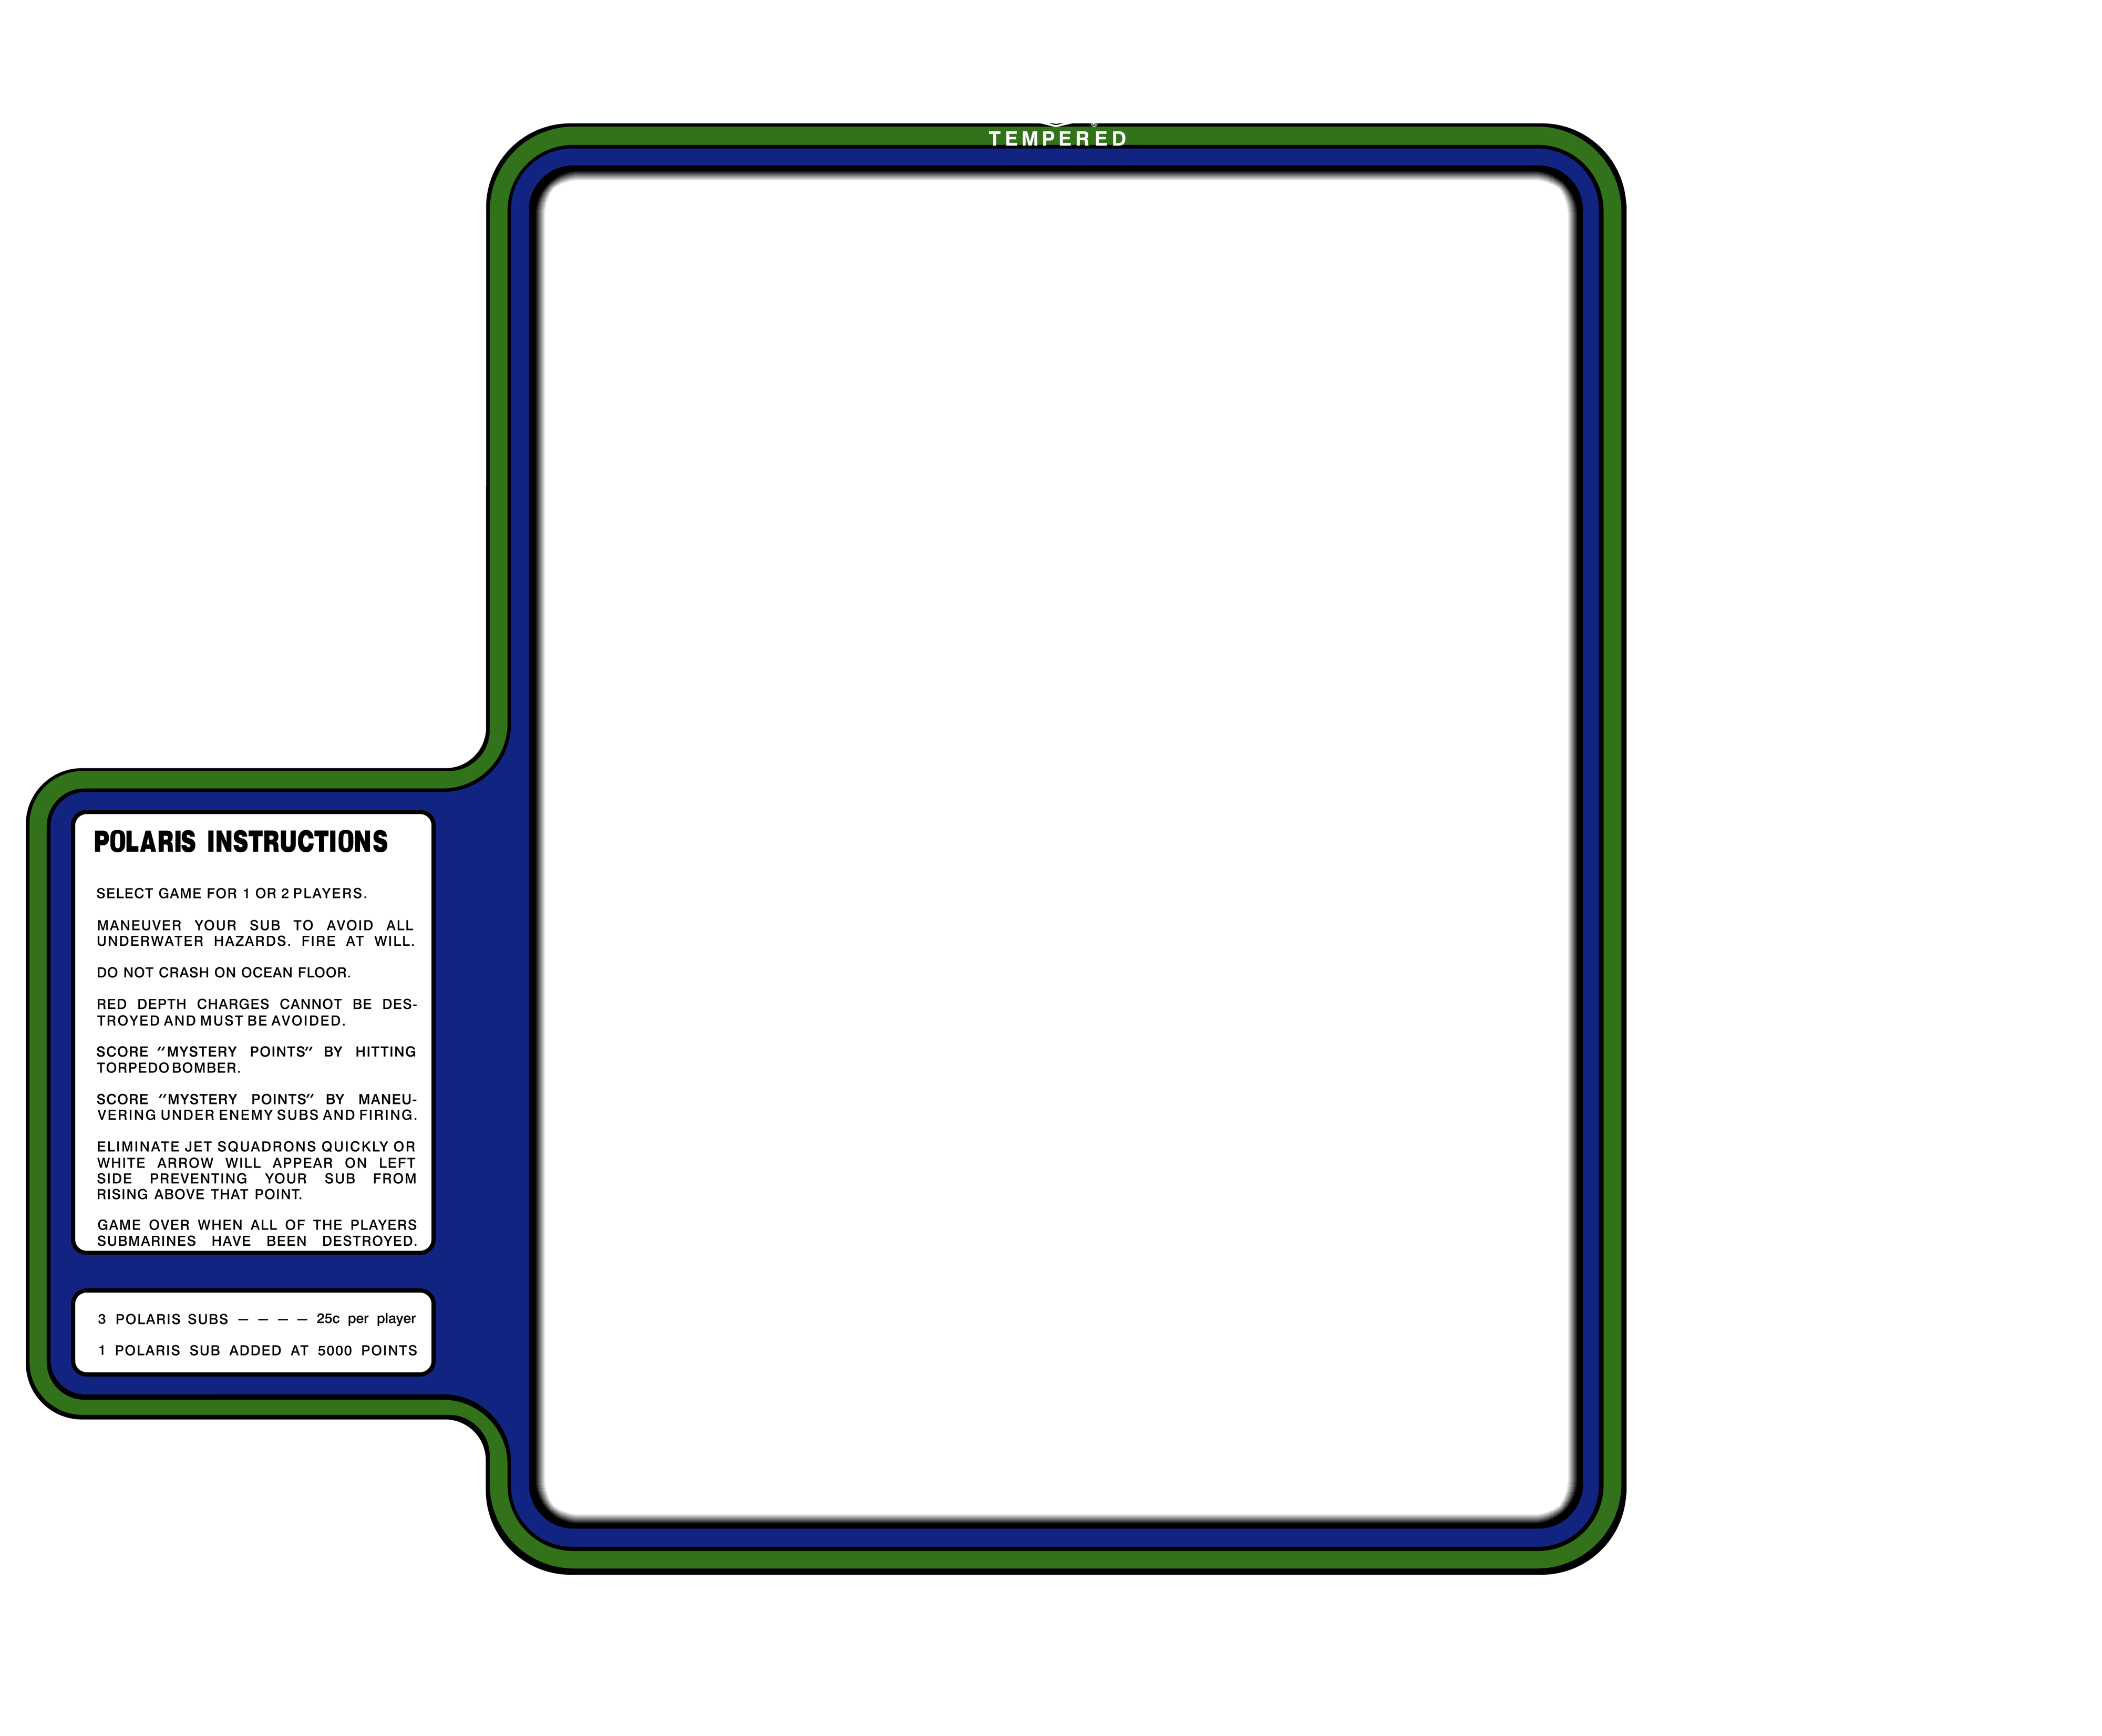 TEMPERED
POLARIS INSTRUCTIONS
SELECT GAME FOR 1 OR 2 PLAYERS.
MANEUVER YOUR SUB TO AVOID ALL
UNDERWATER HAZARDS. FIRE AT WILL.
DO NOT CRASH ON OCEAN FLOOR.
RED DEPTH CHARGES CANNOT BE DES-
TROYED AND MUST BE AVOIDED.
SCORE "MYSTERY POINTS" BY HITTING
TORPEDO BOMBER.
SCORE "MYSTERY POINTS" BY MANEU-
VERING UNDER ENEMY SUBS AND FIRING.
ELIMINATE JET SQUADRONS QUICKLY OR
WHITE ARROW WILL APPEAR ON LEFT
SIDE PREVENTING YOUR SUB FROM
RISING ABOVE THAT POINT.
GAME OVER WHEN ALL OF THE PLAYERS
SUBMARINES HAVE BEEN DESTROYED.
3 POLARIS SUBS – – – – 25c per player
1 POLARIS SUB ADDED AT 5000 POINTS